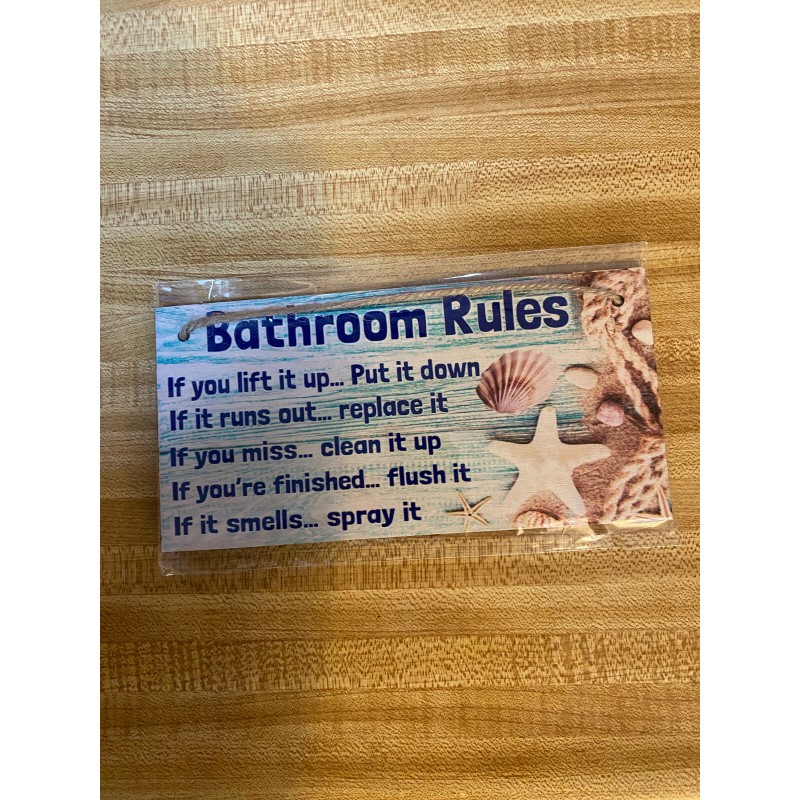 Bathroom Rules
If you lift it up... Put it down
If it runs out... replace it
If you miss... clean it up
If you're finished... flush it
If it smells... spray it